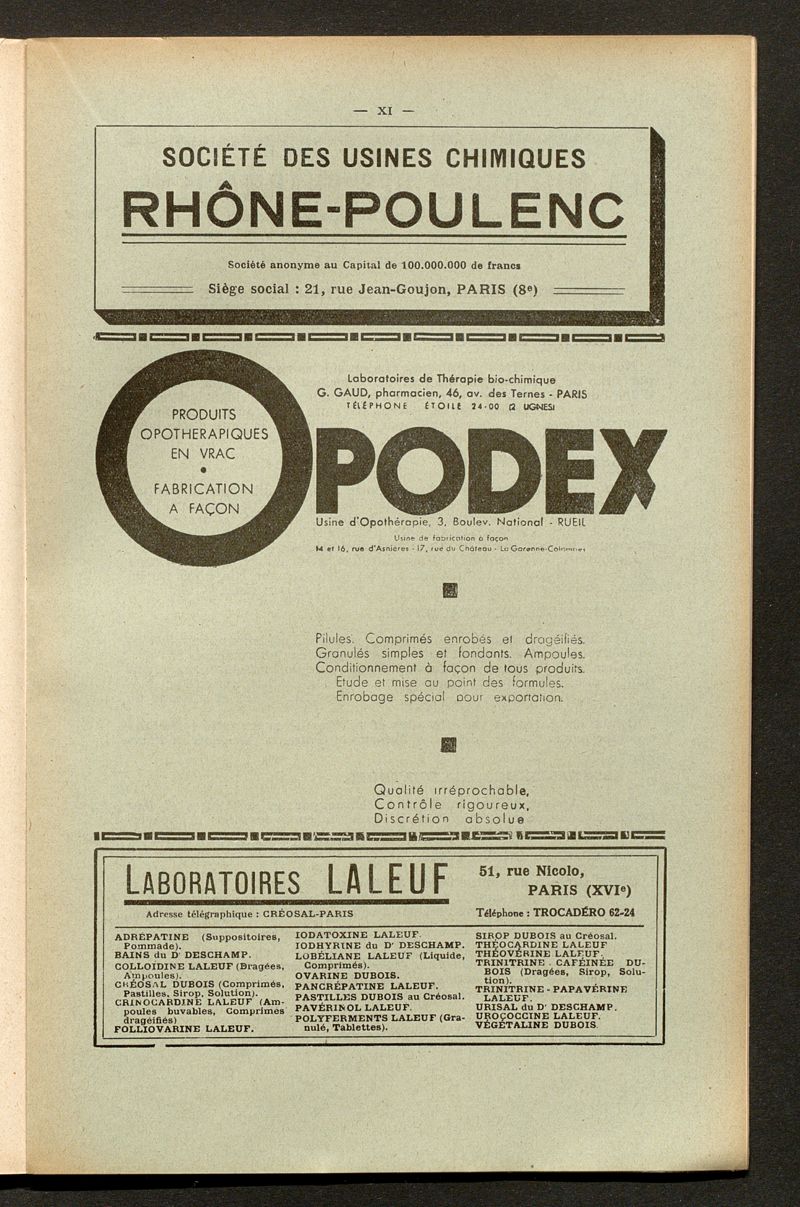 — XI —
SOCIÉTÉ DES USINES CHIMIQUES
RHÔNE-POULENC
Société anonyme au Capital de 100.000.000 de francs
Siège social : 21, rue Jean-Goujon, PARIS (8e)
Laboratoires de Thérapie bio-chimique
G. GAUD, pharmacien, 46, av. des Ternes - PARIS
TÉLÉPHONE ÉTOILE 24-00 (2 LIGNES)
PRODUITS
OPOTHERAPIQUES
EN VRAC
•
FABRICATION
A FAÇON
OPODEX
Usine d'Opothérapie, 3, Boulev. National - RUEIL
Usine de fabrication à façon
14 et 16, rue d'Asnières - 17, rue du Château - La Garenne-Colombes
Pilules. Comprimés enrobés et dragéifiés.
Granulés simples et fondants. Ampoules.
Conditionnement à façon de tous produits.
Etude et mise au point des formules.
Enrobage spécial pour exportation.
Qualité irréprochable,
Contrôle rigoureux,
Discrétion absolue
LABORATOIRES LALEUF
51, rue Nicolo,
PARIS (XVIe)
Adresse télégraphique : CRÉOSAL-PARIS
Téléphone : TROCADÉRO 62-24
ADRÉPATINE (Suppositoires,
Pommade).
BAINS du Dr DESCHAMP.
COLLOIDINE LALEUF (Dragées,
Ampoules).
CRÉOSAL DUBOIS (Comprimés,
Pastilles, Sirop, Solution).
CRINOCARDINE LALEUF (Am-
poules buvables, Comprimés
dragéifiés)
FOLLIOVARINE LALEUF.
IODATOXINE LALEUF.
IODHYRINE du Dr DESCHAMP.
LOBÉLIANE LALEUF (Liquide,
Comprimés).
OVARINE DUBOIS.
PANCRÉPATINE LALEUF.
PASTILLES DUBOIS au Créosal.
PAVÉRINOL LALEUF.
POLYFERMENTS LALEUF (Gra-
nulé, Tablettes).
SIROP DUBOIS au Créosal.
THÉOCARDINE LALEUF
THÉOVÉRINE LALEUF.
TRINITRINE - CAFÉINÉE DU-
BOIS (Dragées, Sirop, Solu-
tion).
TRINITRINE - PAPAVÉRINE
LALEUF.
URISAL du Dr DESCHAMP.
UROÇOCCINE LALEUF.
VÉGÉTALINE DUBOIS.